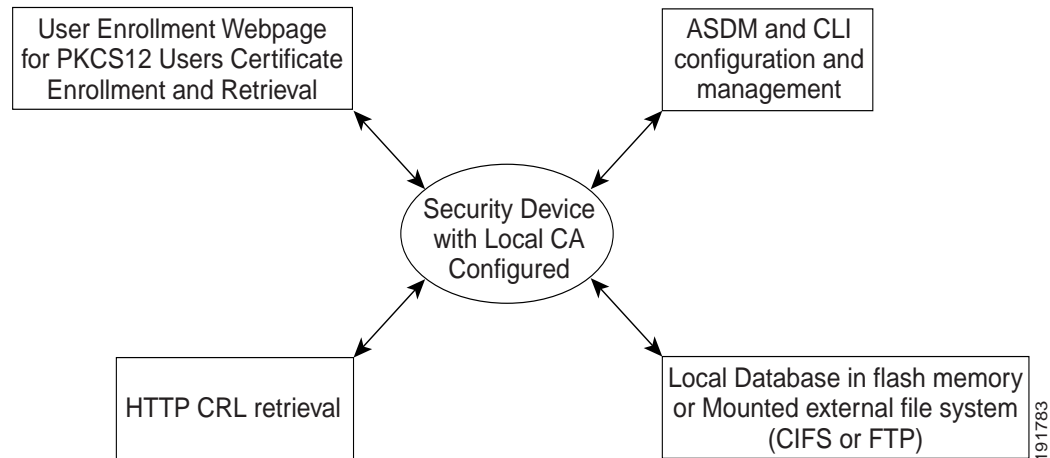 User Enrollment Webpage
for PKCS12 Users Certificate
Enrollment and Retrieval
ASDM and CLI
configuration and
management
Security Device
with Local CA
Configured
HTTP CRL retrieval
Local Database in flash memory
or Mounted external file system
(CIFS or FTP)
191783